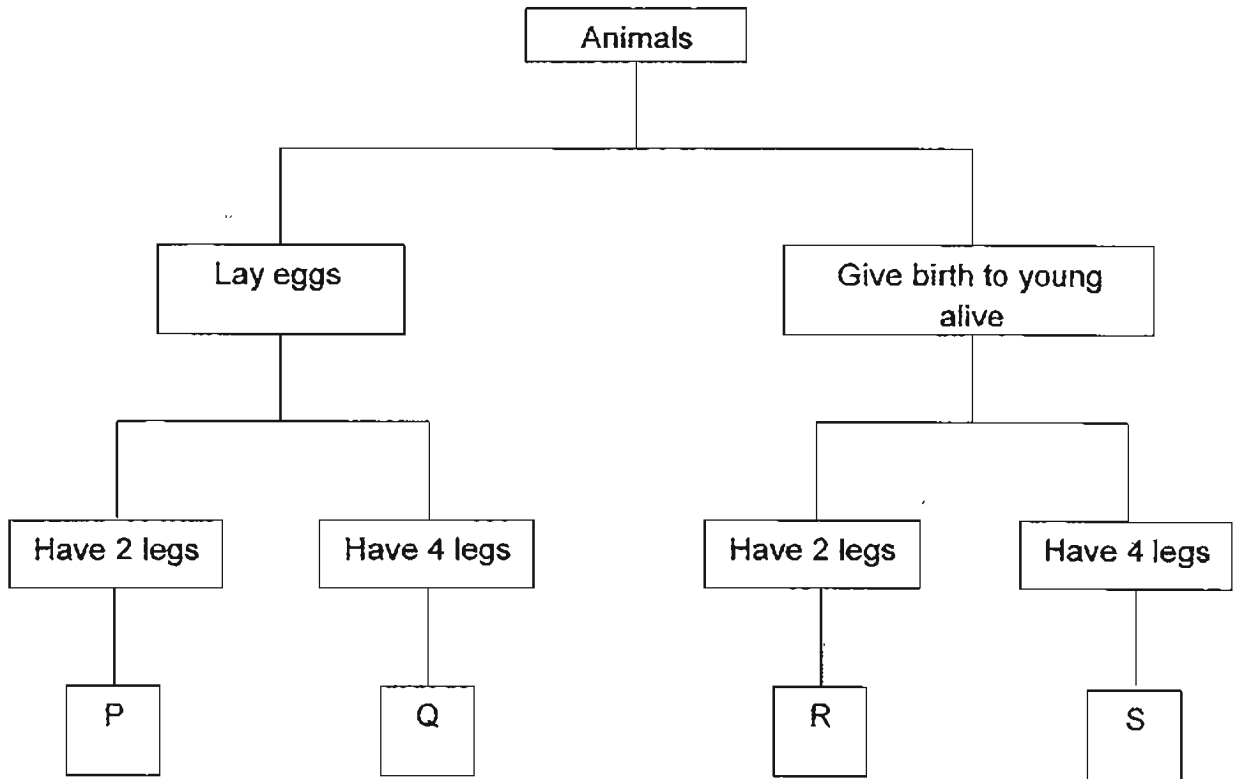 Animals
Lay eggs
Give birth to young
alive
Have 2 legs
Have 4 legs
Have 2 legs
Have 4 legs
P
Q
R
S